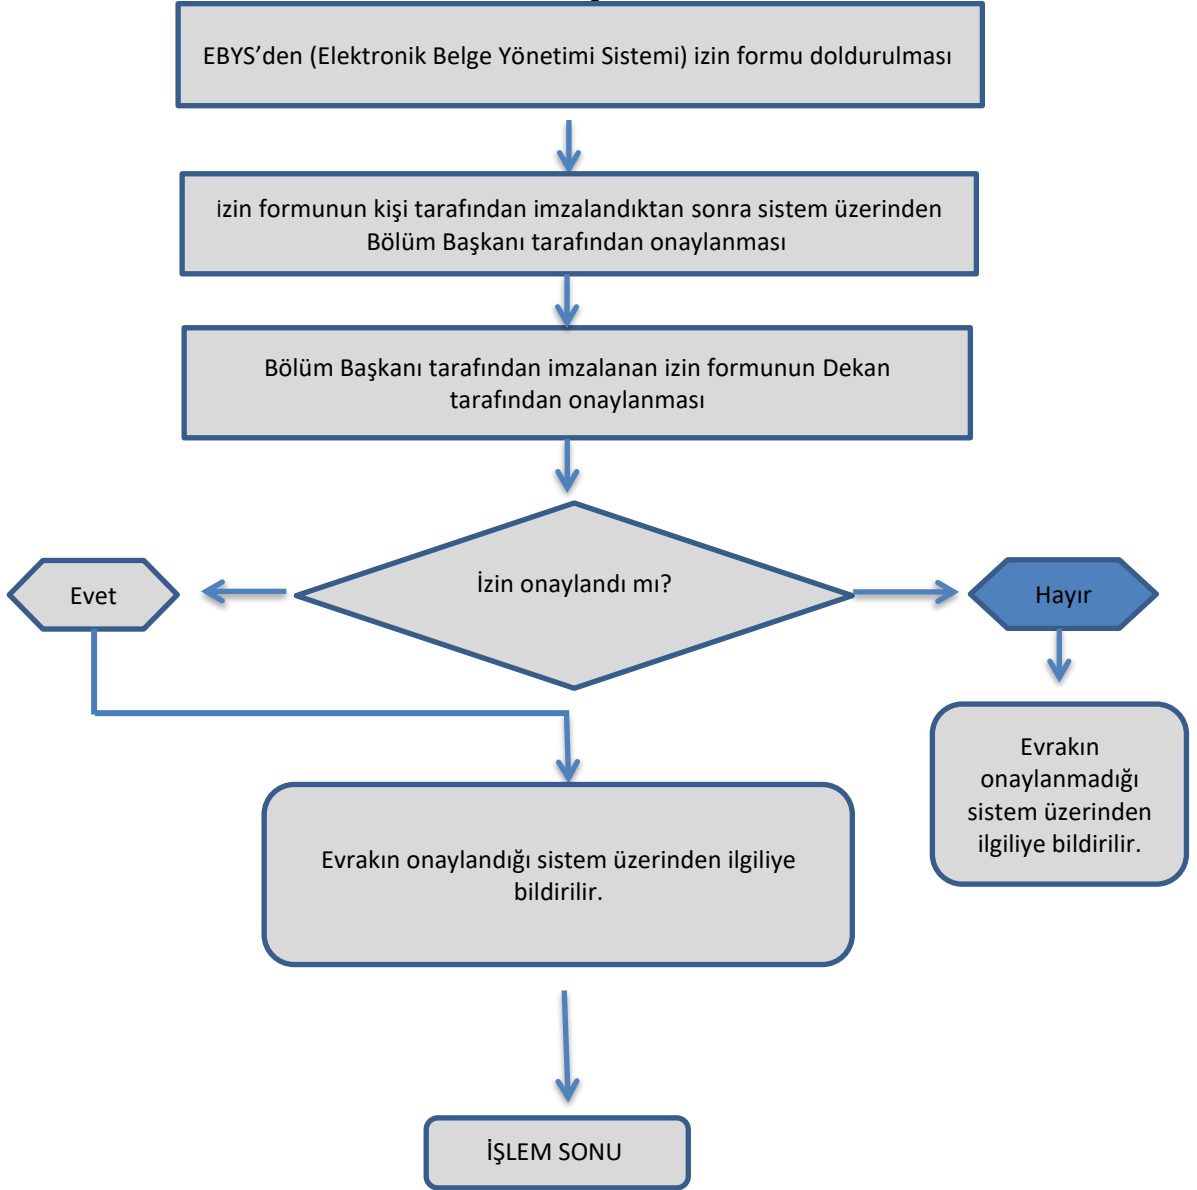 EBYS’den (Elektronik Belge Yönetimi Sistemi) izin formu doldurulması
izin formunun kişi tarafından imzalandıktan sonra sistem üzerinden
Bölüm Başkanı tarafından onaylanması
Bölüm Başkanı tarafından imzalanan izin formunun Dekan
tarafından onaylanması
İzin onaylandı mı?
Evet
Hayır
Evrakın
onaylanmadığı
sistem üzerinden
ilgiliye bildirilir.
Evrakın onaylandığı sistem üzerinden ilgiliye
bildirilir.
İŞLEM SONU